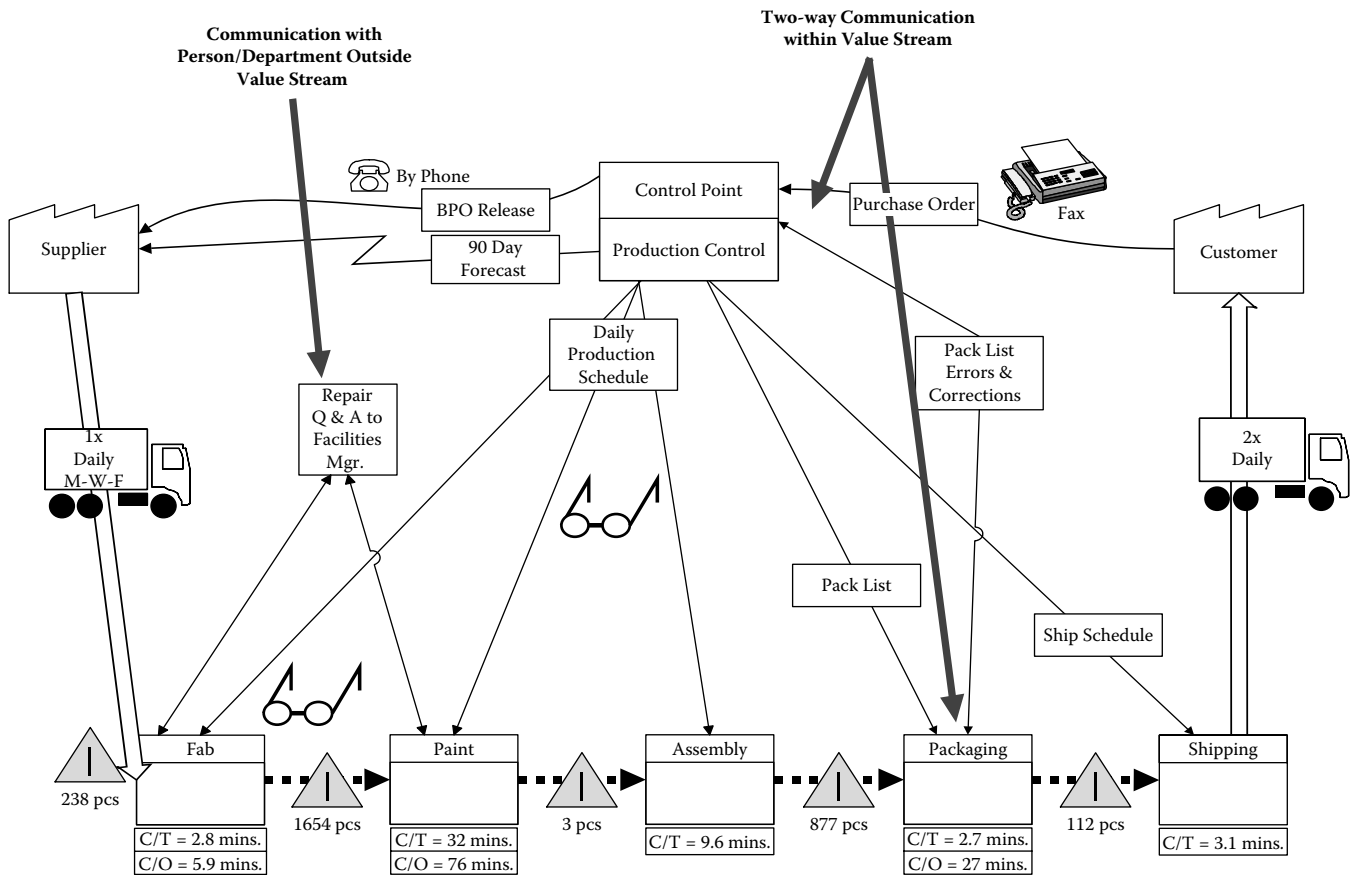 Communication with
Person/Department Outside
Value Stream
Two-way Communication
within Value Stream
By Phone
BPO Release
90 Day
Forecast
Control Point
Production Control
Purchase Order
Fax
Supplier
Customer
Daily
Production
Schedule
Pack List
Errors &
Corrections
Repair
Q & A to
Facilities
Mgr.
1x
Daily
M-W-F
2x
Daily
Pack List
Ship Schedule
Fab
Paint
Assembly
Packaging
Shipping
I
I
I
I
I
238 pcs
1654 pcs
3 pcs
877 pcs
112 pcs
C/T = 2.8 mins.
C/O = 5.9 mins.
C/T = 32 mins.
C/O = 76 mins.
C/T = 9.6 mins.
C/T = 2.7 mins.
C/O = 27 mins.
C/T = 3.1 mins.